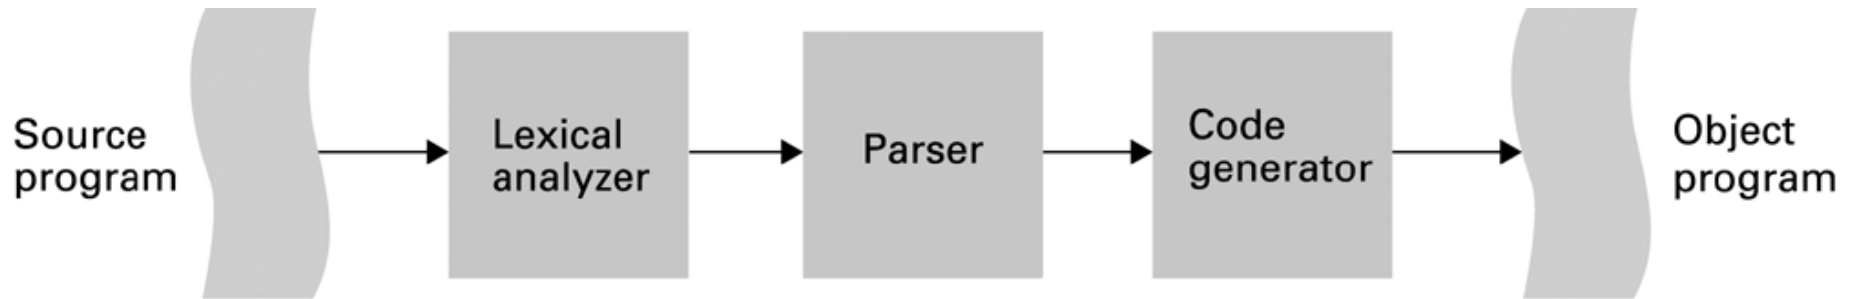 Source
program
Lexical
analyzer
Parser
Code
generator
Object
program